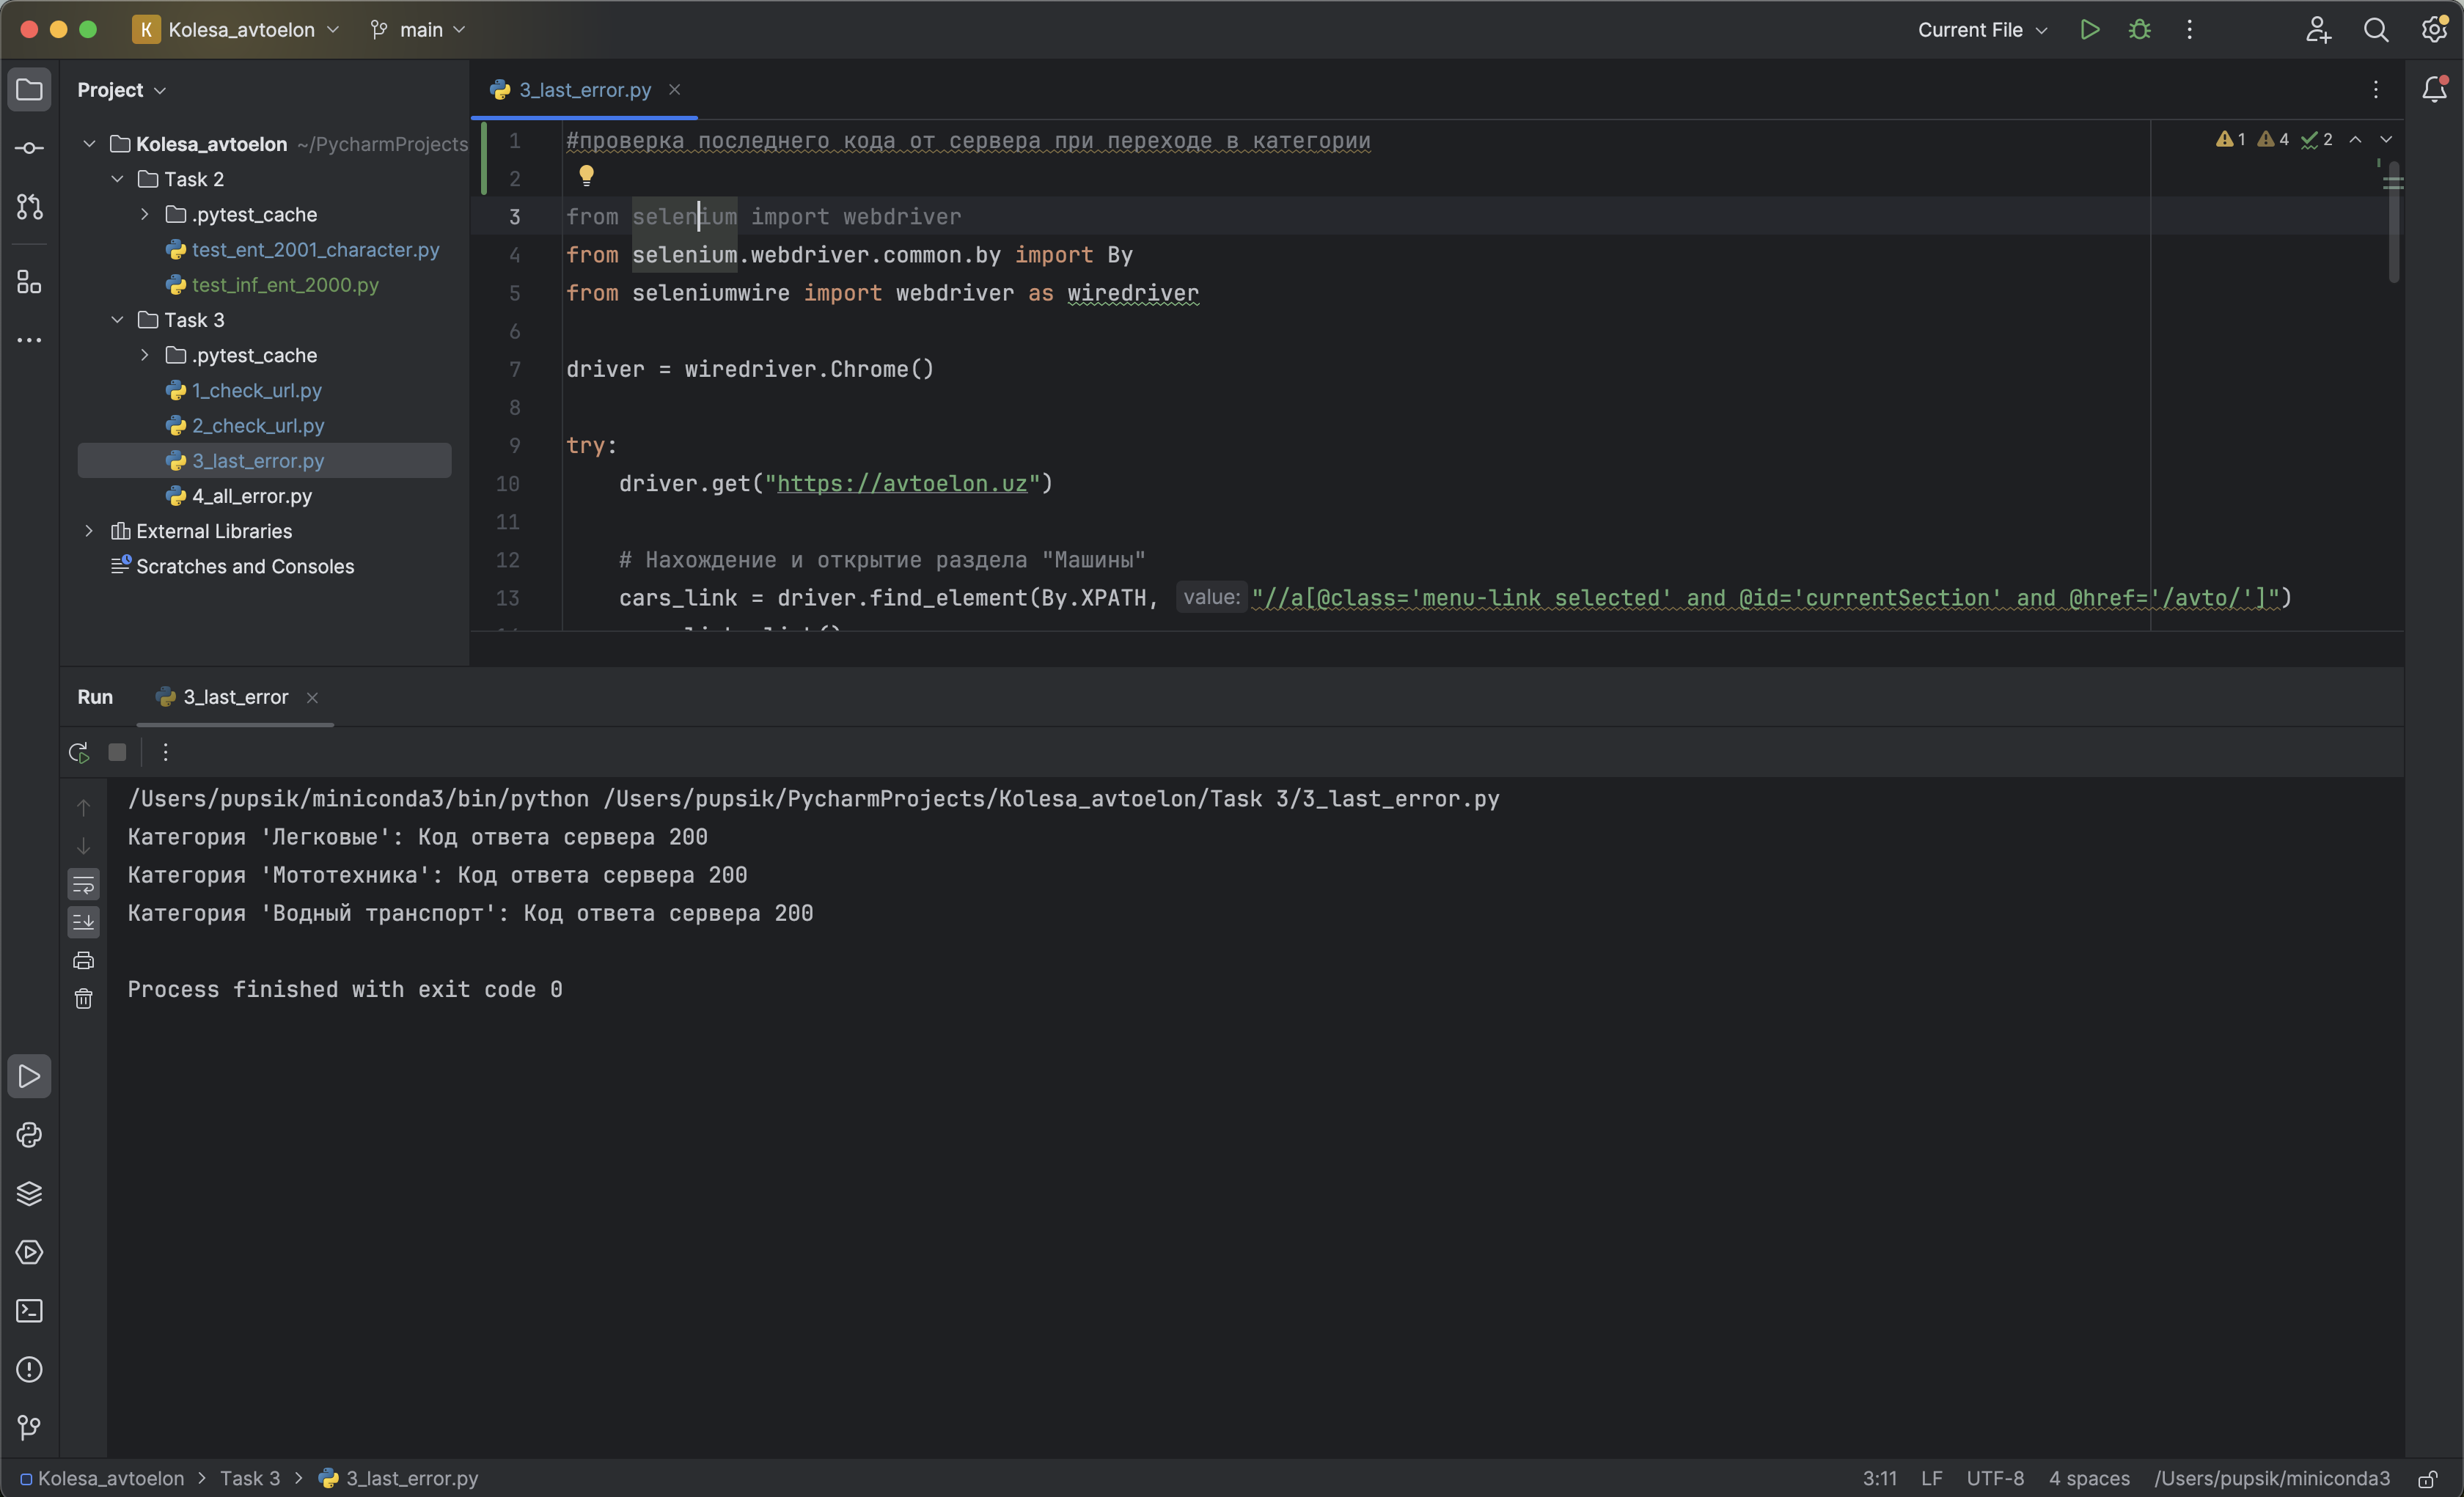 K Kolesa_avtoelon main Current File
Project
Kolesa_avtoelon ~/PycharmProjects
Task 2
.pytest_cache
test_ent_2001_character.py
test_inf_ent_2000.py
Task 3
.pytest_cache
1_check_url.py
2_check_url.py
3_last_error.py
4_all_error.py
External Libraries
Scratches and Consoles
3_last_error.py
1 4 2
1 #проверка последнего кода от сервера при переходе в категории
2
3 from selenium import webdriver
4 from selenium.webdriver.common.by import By
5 from seleniumwire import webdriver as wiredriver
6
7 driver = wiredriver.Chrome()
8
9 try:
10 driver.get("https://avtoelon.uz")
11
12 # Нахождение и открытие раздела "Машины"
13 cars_link = driver.find_element(By.XPATH, value: "//a[@class='menu-link selected' and @id='currentSection' and @href='/avto/']")
Run 3_last_error
/Users/pupsik/miniconda3/bin/python /Users/pupsik/PycharmProjects/Kolesa_avtoelon/Task 3/3_last_error.py
Категория 'Легковые': Код ответа сервера 200
Категория 'Мототехника': Код ответа сервера 200
Категория 'Водный транспорт': Код ответа сервера 200
Process finished with exit code 0
Kolesa_avtoelon > Task 3 > 3_last_error.py 3:11 LF UTF-8 4 spaces /Users/pupsik/miniconda3